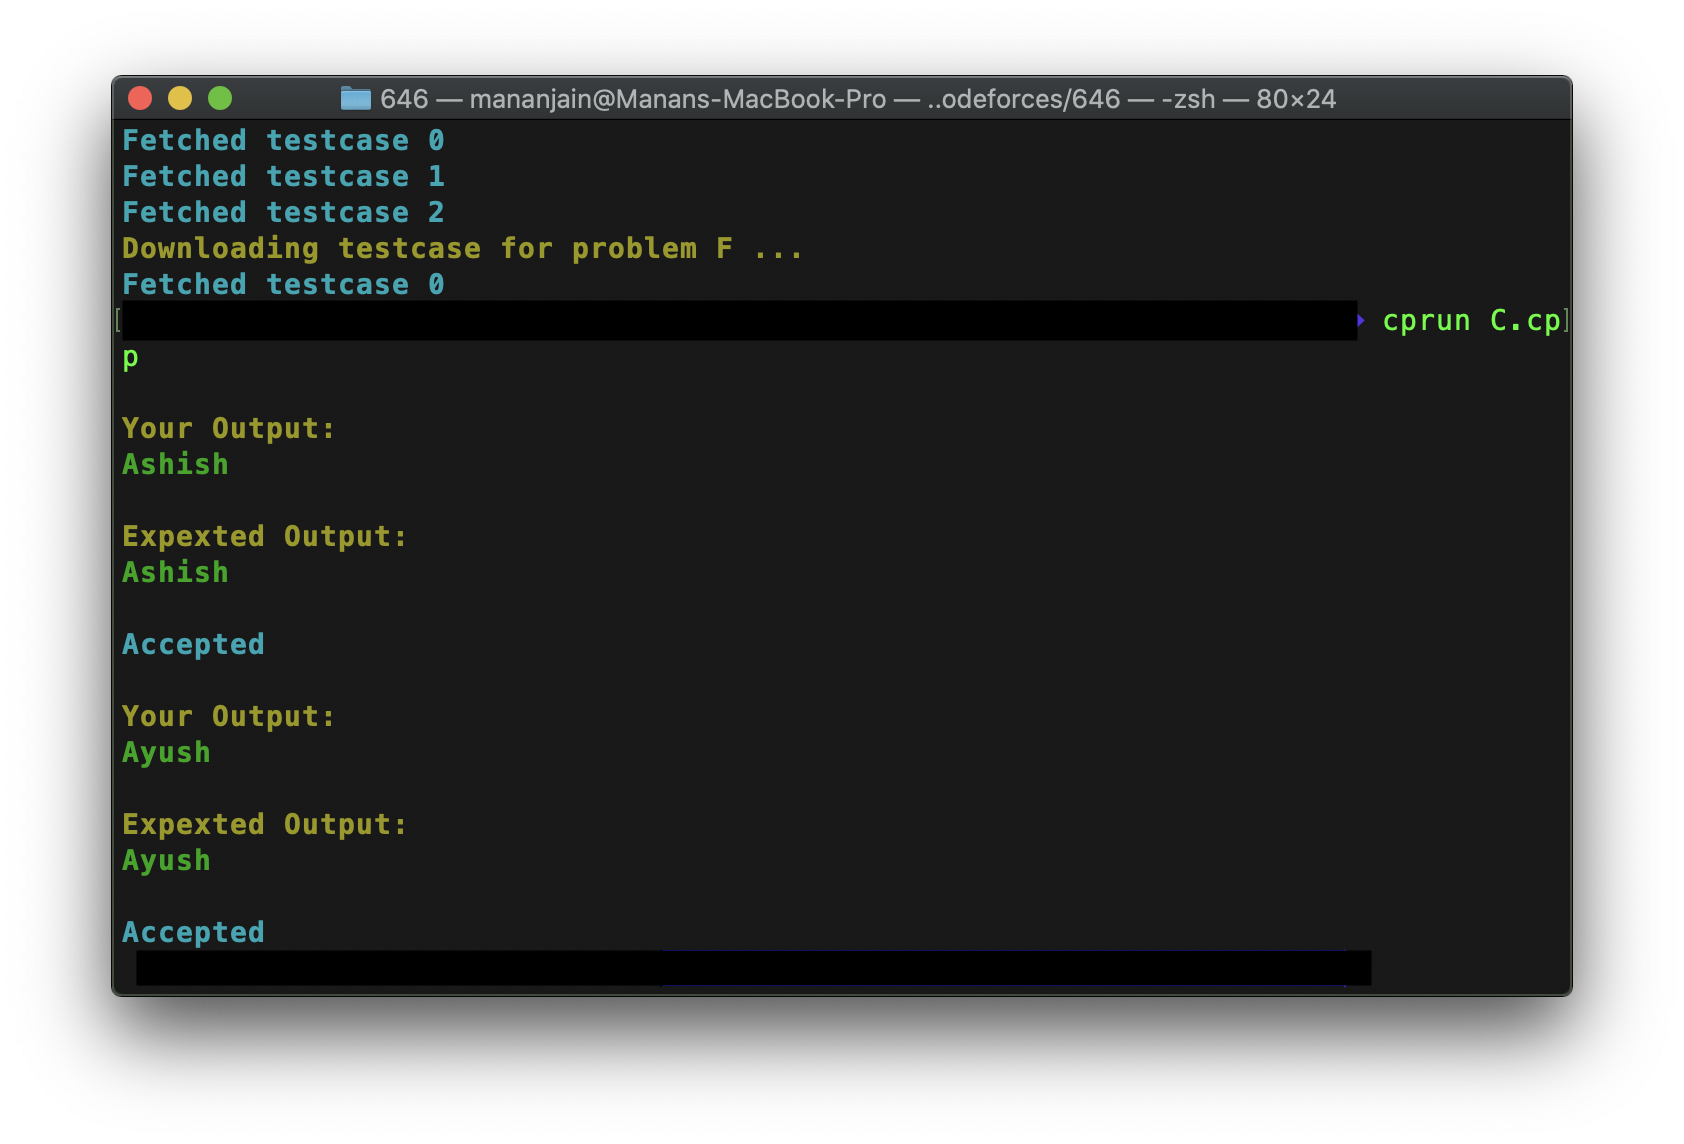 646 — mananjain@Manans-MacBook-Pro — ..odeforces/646 — -zsh — 80×24
Fetched testcase 0
Fetched testcase 1
Fetched testcase 2
Downloading testcase for problem F ...
Fetched testcase 0
[ cprun C.cp]
p
Your Output:
Ashish
Expexted Output:
Ashish
Accepted
Your Output:
Ayush
Expexted Output:
Ayush
Accepted